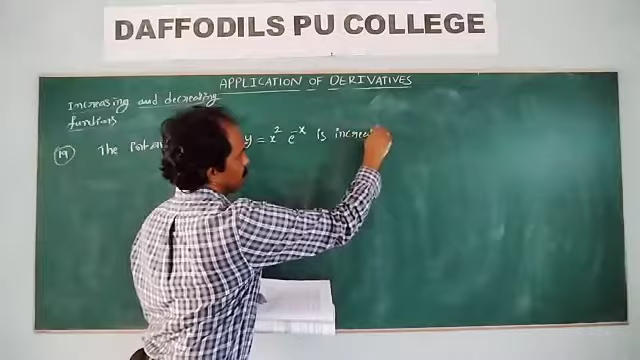 DAFFODILS PU COLLEGE
APPLICATION OF DERIVATIVES
Increasing and decreasing
functions
19 The y = x² e⁻ˣ is